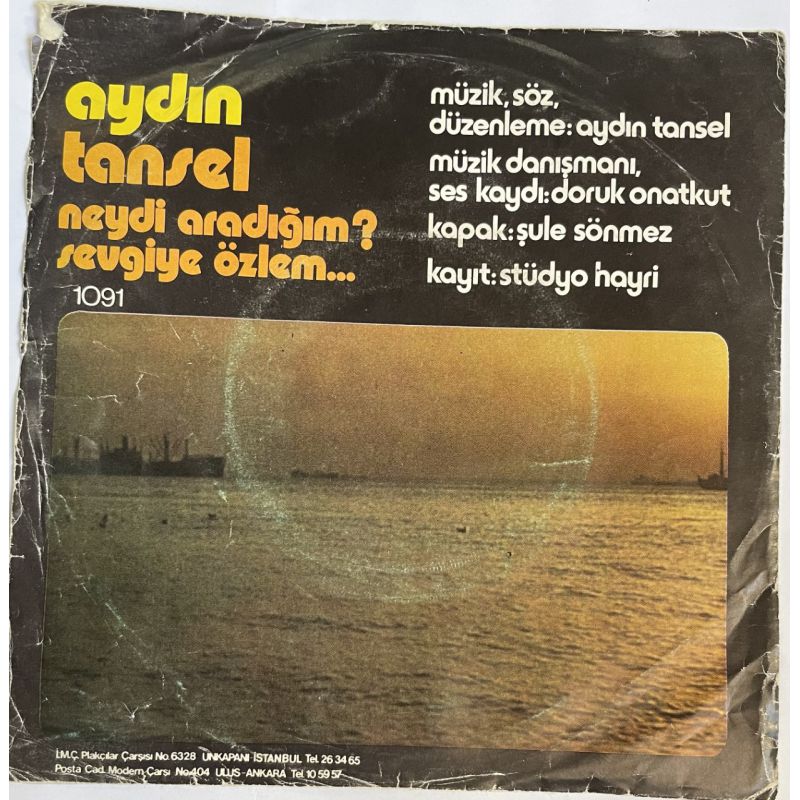 aydın
tansel
neydi aradığım?
sevgiye özlem...
1091
müzik, söz,
düzenleme: aydın tansel
müzik danışmanı,
ses kaydı: doruk onatkut
kapak: şule sönmez
kayıt: stüdyo hayri
İ.M.Ç. Plakçılar Çarşısı No. 6328 UNKAPANI İSTANBUL Tel. 26 34 65
Posta Cad. Modern Çarşı No.404 ULUS-ANKARA Tel. 10 59 57